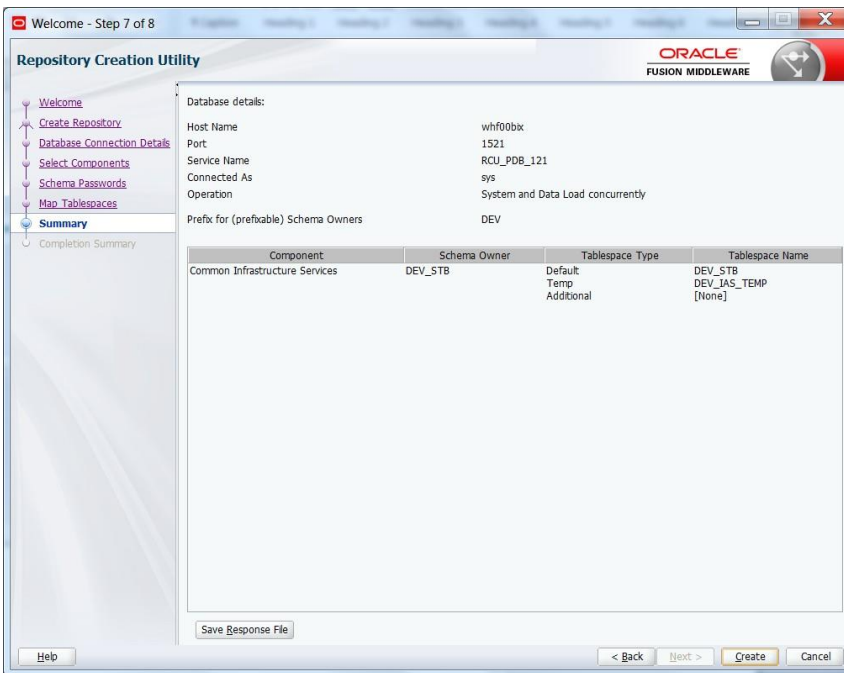 Welcome - Step 7 of 8
Repository Creation Utility
ORACLE
FUSION MIDDLEWARE
Welcome
Create Repository
Database Connection Details
Select Components
Schema Passwords
Map Tablespaces
Summary
Completion Summary
Database details:
Host Name whf00bix
Port 1521
Service Name RCU_PDB_121
Connected As sys
Operation System and Data Load concurrently
Prefix for (prefixable) Schema Owners DEV
Component Schema Owner Tablespace Type Tablespace Name
Common Infrastructure Services DEV_STB Default DEV_STB
Temp DEV_IAS_TEMP
Additional [None]
Save Response File
Help < Back Next > Create Cancel